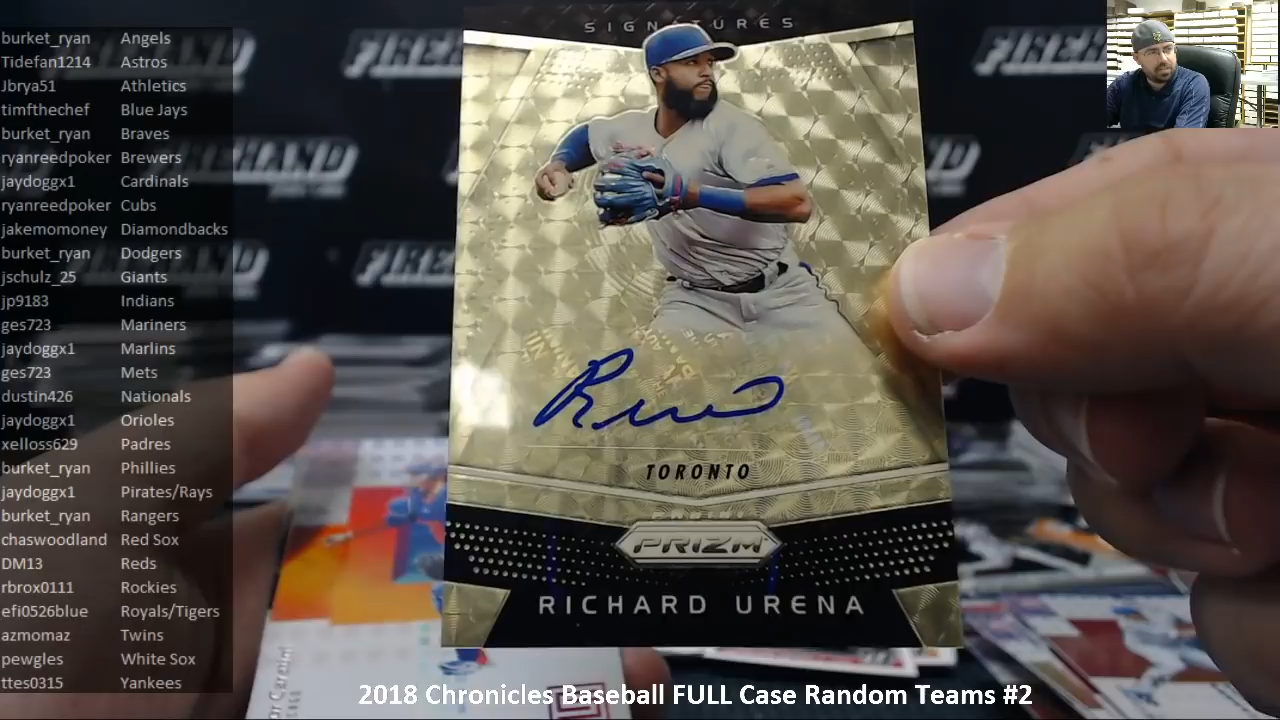 burket_ryan Angels
Tidefan1214 Astros
Jbrya51 Athletics
timfthechef Blue Jays
burket_ryan Braves
ryanreedpoker Brewers
jaydoggx1 Cardinals
ryanreedpoker Cubs
jakemomoney Diamondbacks
burket_ryan Dodgers
jschulz_25 Giants
jp9183 Indians
ges723 Mariners
jaydoggx1 Marlins
ges723 Mets
dustin426 Nationals
jaydoggx1 Orioles
xelloss629 Padres
burket_ryan Phillies
jaydoggx1 Pirates/Rays
burket_ryan Rangers
chaswoodland Red Sox
DM13 Reds
rbrox0111 Rockies
efi0526blue Royals/Tigers
azmomaz Twins
pewgles White Sox
ttes0315 Yankees
FIREHAND
SIGNATURES
TORONTO
PANINI
PRIZM
RICHARD URENA
2018 Chronicles Baseball FULL Case Random Teams #2